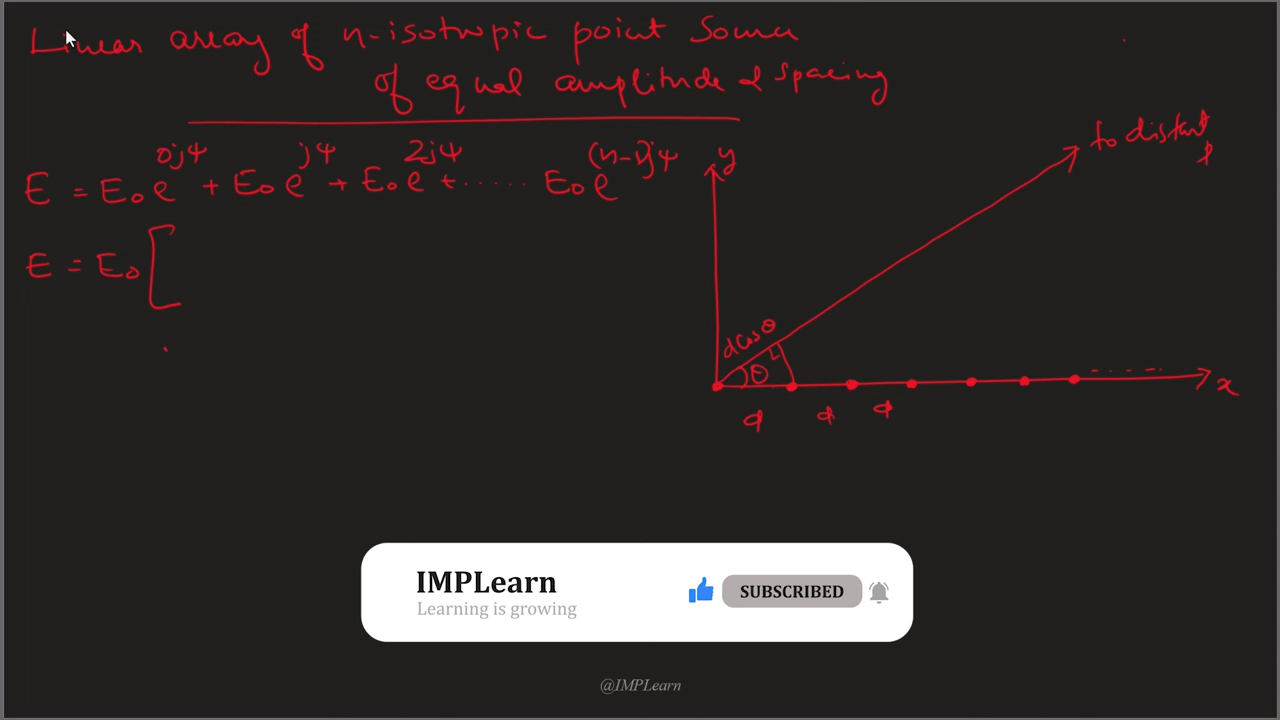 Linear array of n-isotropic point Source
of equal amplitude & spacing
E = E₀e^(0jψ) + E₀e^(jψ) + E₀e^(2jψ) + ...... E₀e^((n-1)jψ)
E = E₀ [
y
to distant
P
d cos θ
θ
x
d d d
IMPLearn
Learning is growing
SUBSCRIBED
@IMPLearn